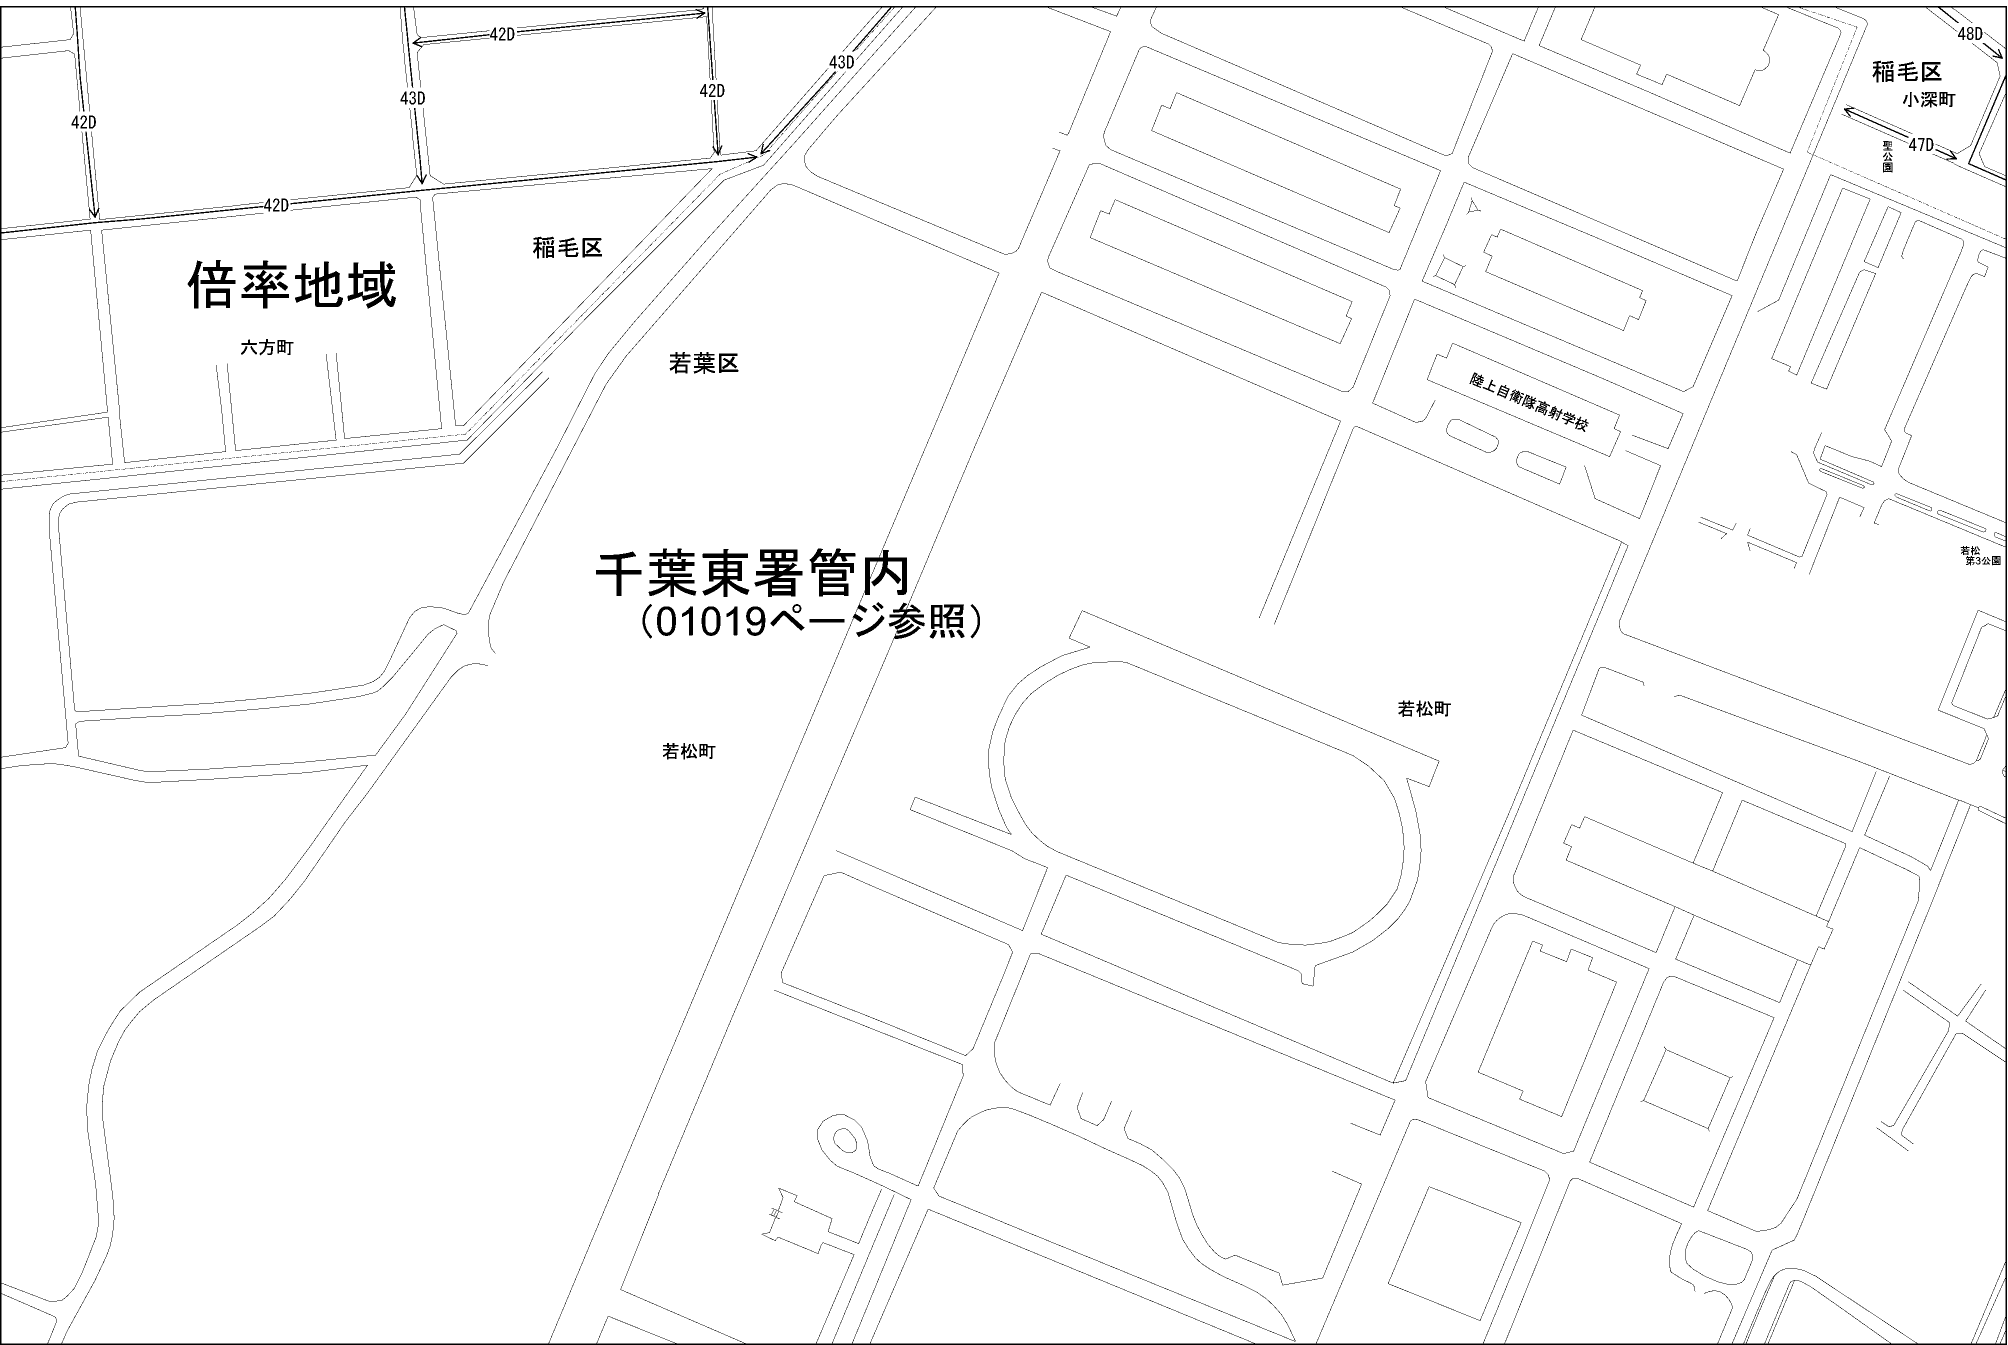 42D
48D
43D
稲毛区
43D
42D
小深町
42D
47D
聖公園
42D
稲毛区
倍率地域
六方町
若葉区
陸上自衛隊高射学校
千葉東署管内
(01019ページ参照)
若松
第3公園
若松町
若松町